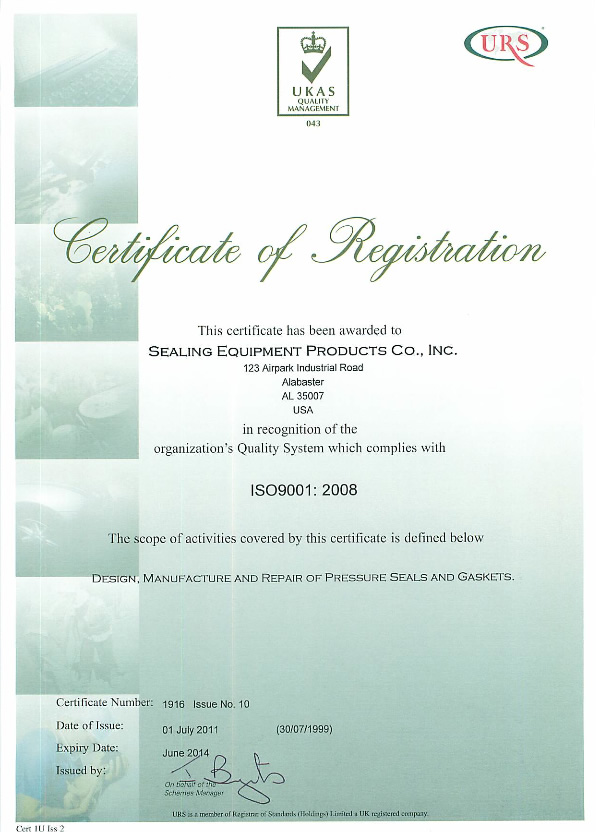 URS
UKAS
QUALITY
MANAGEMENT
043
Certificate of Registration
This certificate has been awarded to
SEALING EQUIPMENT PRODUCTS CO., INC.
123 Airpark Industrial Road
Alabaster
AL 35007
USA
in recognition of the
organization's Quality System which complies with
ISO9001: 2008
The scope of activities covered by this certificate is defined below
DESIGN, MANUFACTURE AND REPAIR OF PRESSURE SEALS AND GASKETS.
Certificate Number: 1916 Issue No. 10
Date of Issue: 01 July 2011 (30/07/1999)
Expiry Date: June 2014
Issued by:
On behalf of the
Schemes Manager
URS is a member of Registrar of Standards (Holdings) Limited a UK registered company.
Cert 1U Iss 2